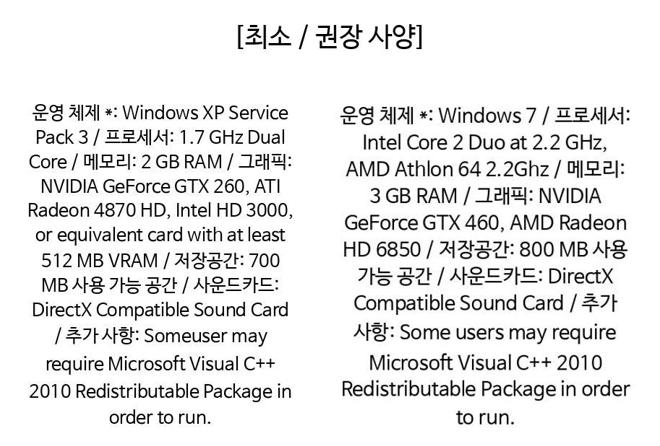 [최소 / 권장 사양]
운영 체제 *: Windows XP Service
Pack 3 / 프로세서: 1.7 GHz Dual
Core / 메모리: 2 GB RAM / 그래픽:
NVIDIA GeForce GTX 260, ATI
Radeon 4870 HD, Intel HD 3000,
or equivalent card with at least
512 MB VRAM / 저장공간: 700
MB 사용 가능 공간 / 사운드카드:
DirectX Compatible Sound Card
/ 추가 사항: Someuser may
require Microsoft Visual C++
2010 Redistributable Package in
order to run.
운영 체제 *: Windows 7 / 프로세서:
Intel Core 2 Duo at 2.2 GHz,
AMD Athlon 64 2.2Ghz / 메모리:
3 GB RAM / 그래픽: NVIDIA
GeForce GTX 460, AMD Radeon
HD 6850 / 저장공간: 800 MB 사용
가능 공간 / 사운드카드: DirectX
Compatible Sound Card / 추가
사항: Some users may require
Microsoft Visual C++ 2010
Redistributable Package in order
to run.